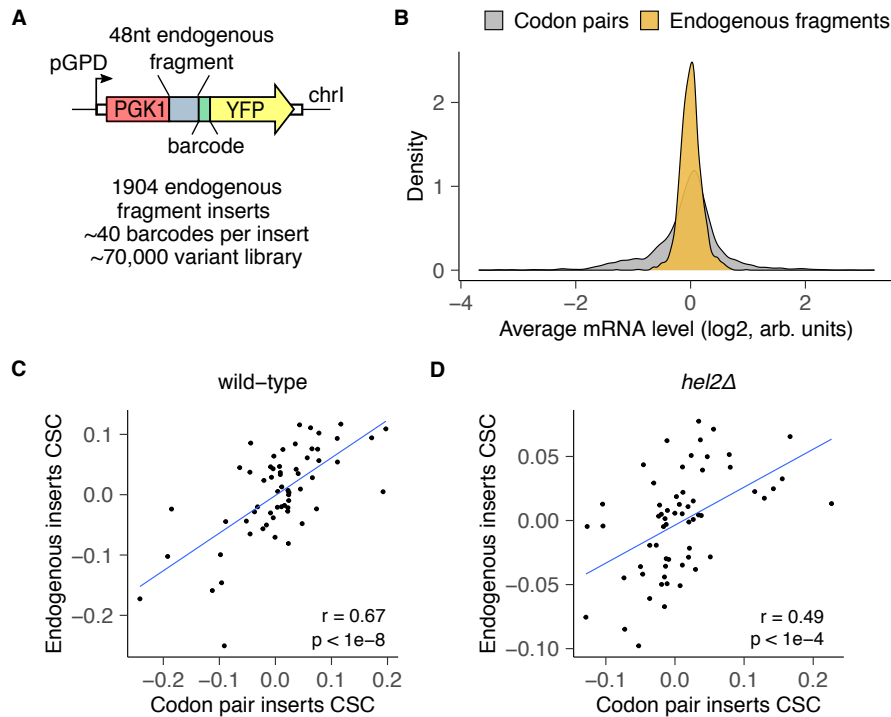 A
48nt endogenous
fragment
pGPD
PGK1
YFP
chrI
barcode
1904 endogenous
fragment inserts
~40 barcodes per insert
~70,000 variant library
B
Codon pairs
Endogenous fragments
Density
2
1
0
−4
−2
0
2
Average mRNA level (log2, arb. units)
C
wild−type
Endogenous inserts CSC
0.1
0.0
−0.1
−0.2
r = 0.67
p < 1e−8
−0.2
−0.1
0.0
0.1
0.2
Codon pair inserts CSC
D
hel2Δ
Endogenous inserts CSC
0.05
0.00
−0.05
−0.10
r = 0.49
p < 1e−4
−0.1
0.0
0.1
0.2
Codon pair inserts CSC